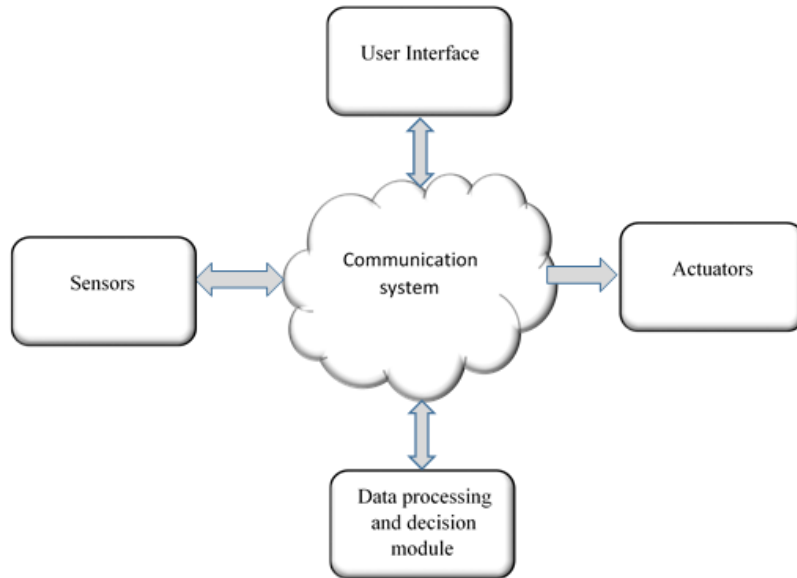 User Interface
Communication
system
Sensors
Actuators
Data processing
and decision
module